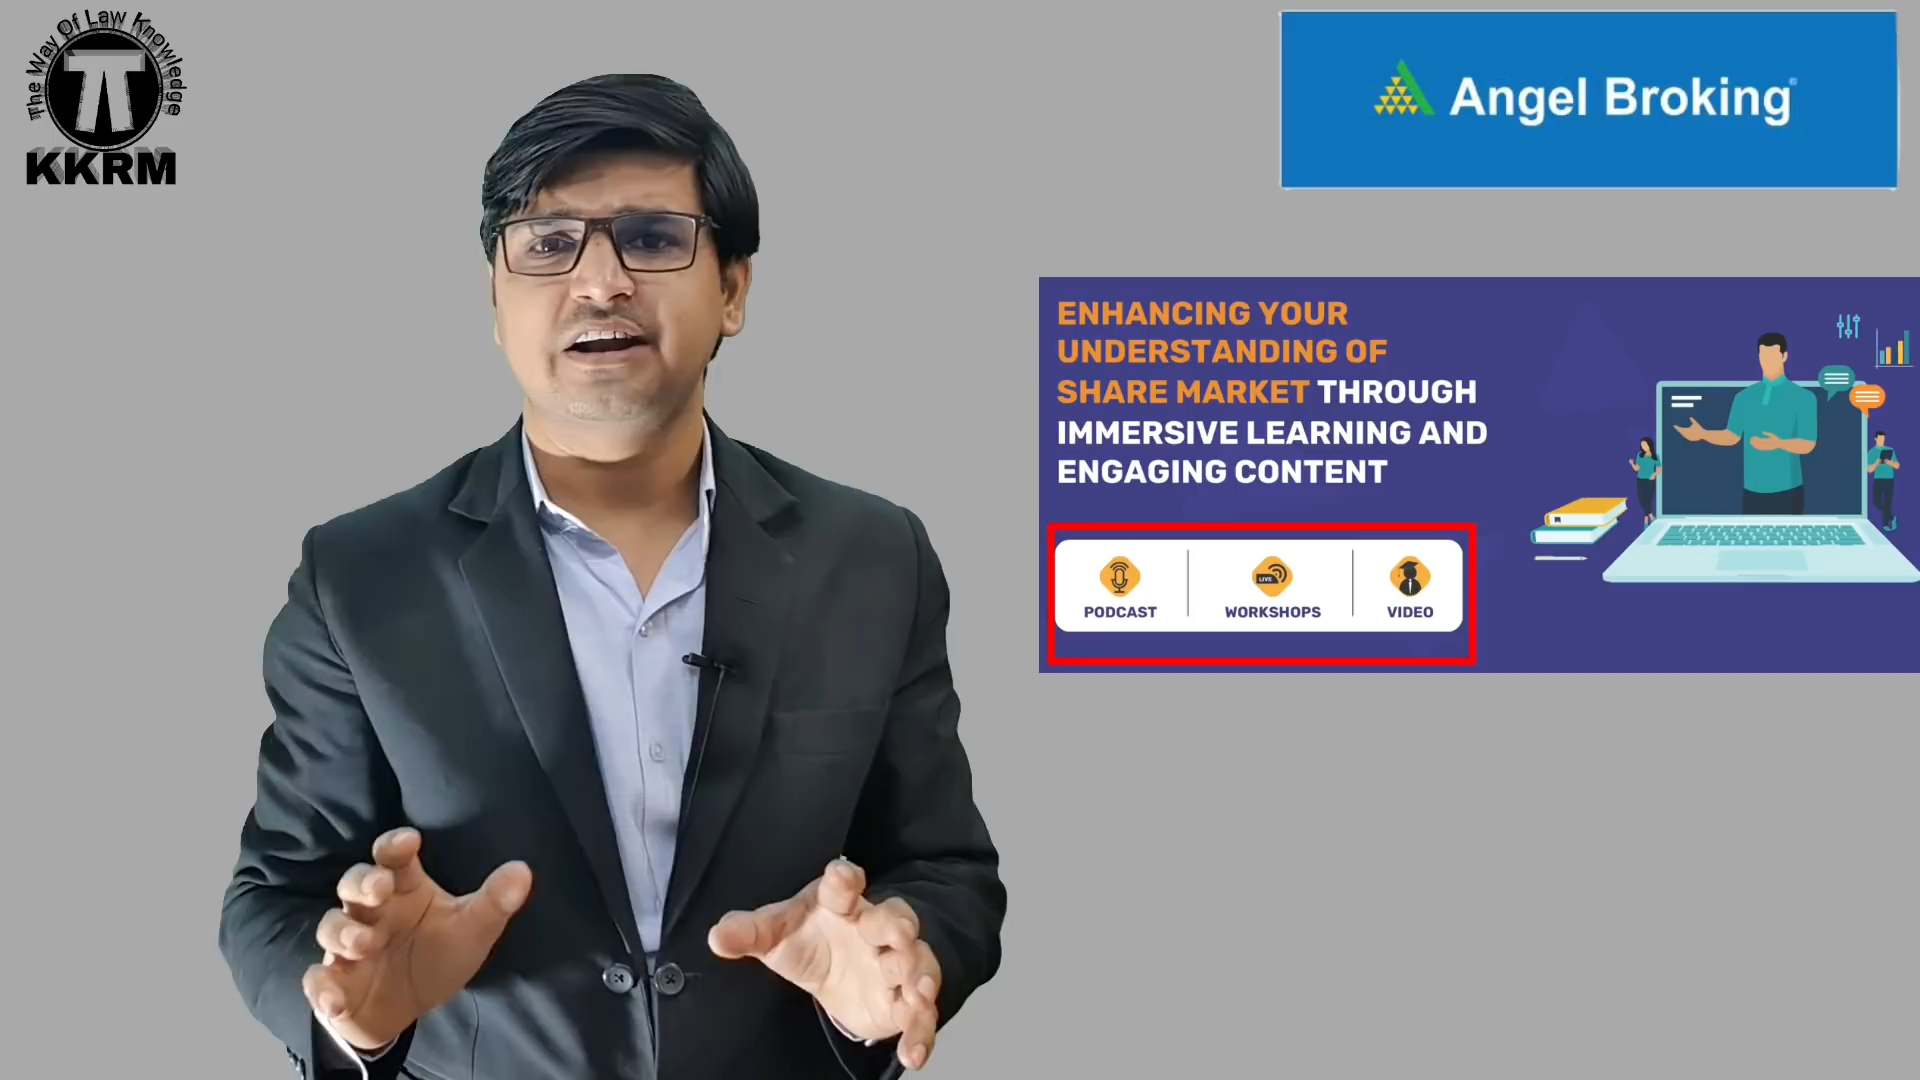 The Way Of Law Knowledge
KKRM
Angel Broking
ENHANCING YOUR
UNDERSTANDING OF
SHARE MARKET THROUGH
IMMERSIVE LEARNING AND
ENGAGING CONTENT
LIVE
PODCAST
WORKSHOPS
VIDEO